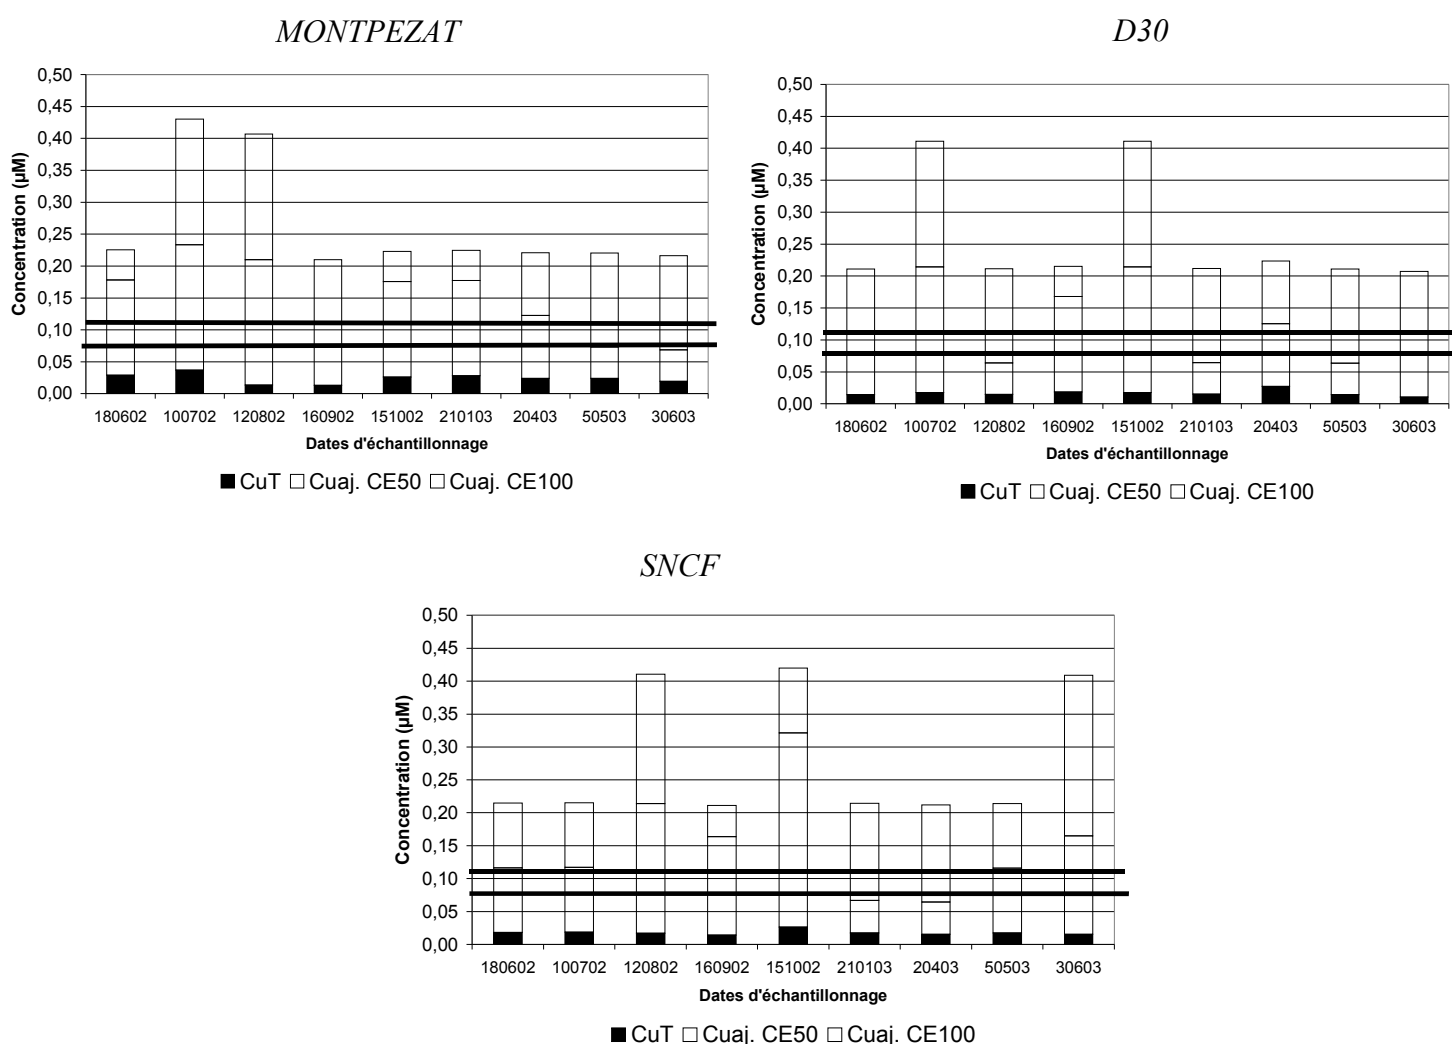 MONTPEZAT
0,50
0,45
0,40
0,35
0,30
0,25
0,20
0,15
0,10
0,05
0,00
Concentration (µM)
180602 100702 120802 160902 151002 210103 20403 50503 30603
Dates d'échantillonnage
CuT Cuaj. CE50 Cuaj. CE100
D30
0,50
0,45
0,40
0,35
0,30
0,25
0,20
0,15
0,10
0,05
0,00
Concentration (µM)
180602 100702 120802 160902 151002 210103 20403 50503 30603
Dates d'échantillonnage
CuT Cuaj. CE50 Cuaj. CE100
SNCF
0,50
0,45
0,40
0,35
0,30
0,25
0,20
0,15
0,10
0,05
0,00
Concentration (µM)
180602 100702 120802 160902 151002 210103 20403 50503 30603
Dates d'échantillonnage
CuT Cuaj. CE50 Cuaj. CE100